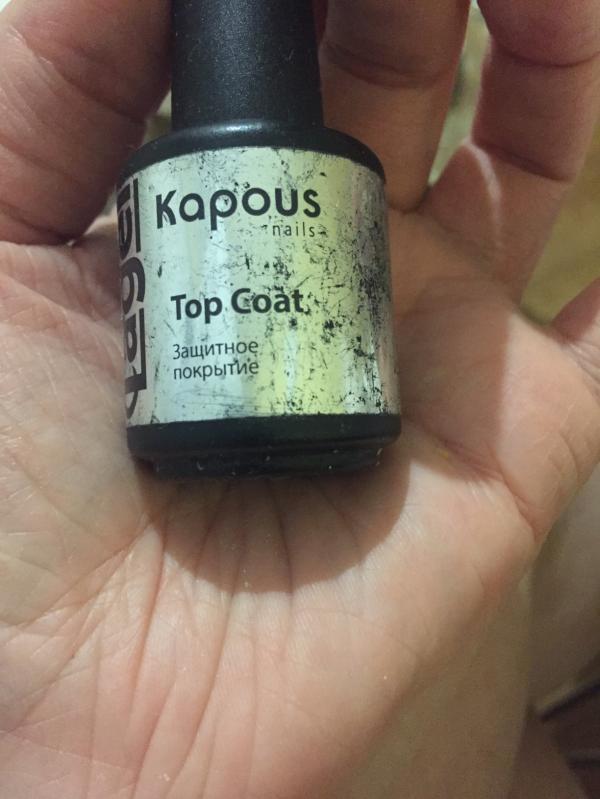 Kapous
nails
Top Coat
Защитное
покрытие